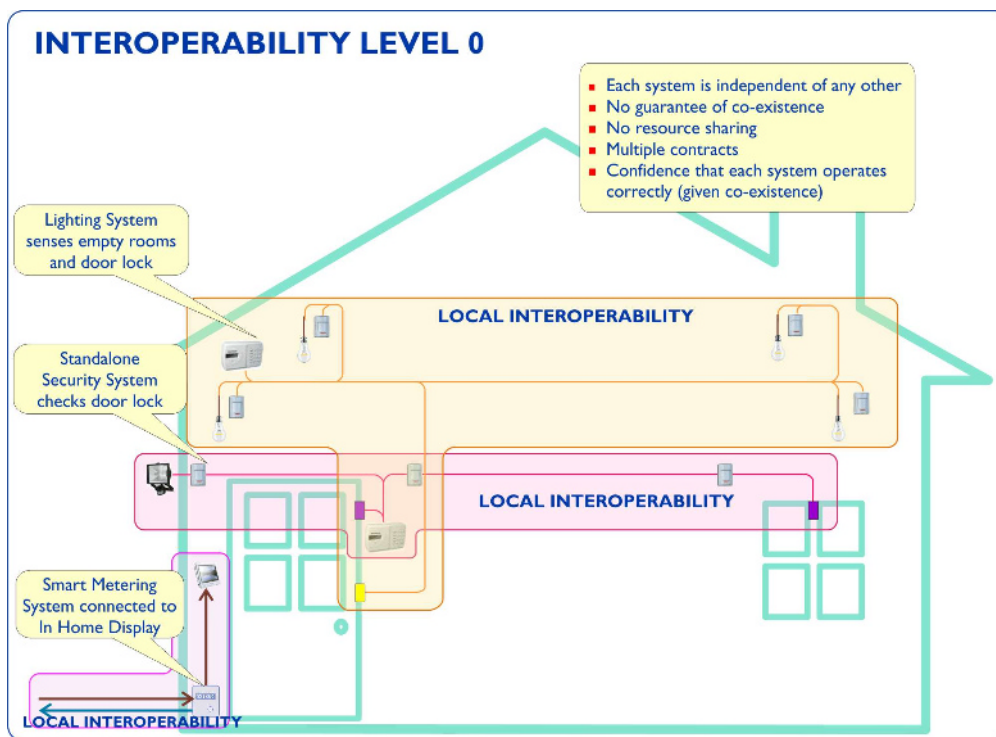 INTEROPERABILITY LEVEL 0
Each system is independent of any other
No guarantee of co-existence
No resource sharing
Multiple contracts
Confidence that each system operates
correctly (given co-existence)
Lighting System
senses empty rooms
and door lock
LOCAL INTEROPERABILITY
Standalone
Security System
checks door lock
LOCAL INTEROPERABILITY
Smart Metering
System connected to
In Home Display
LOCAL INTEROPERABILITY